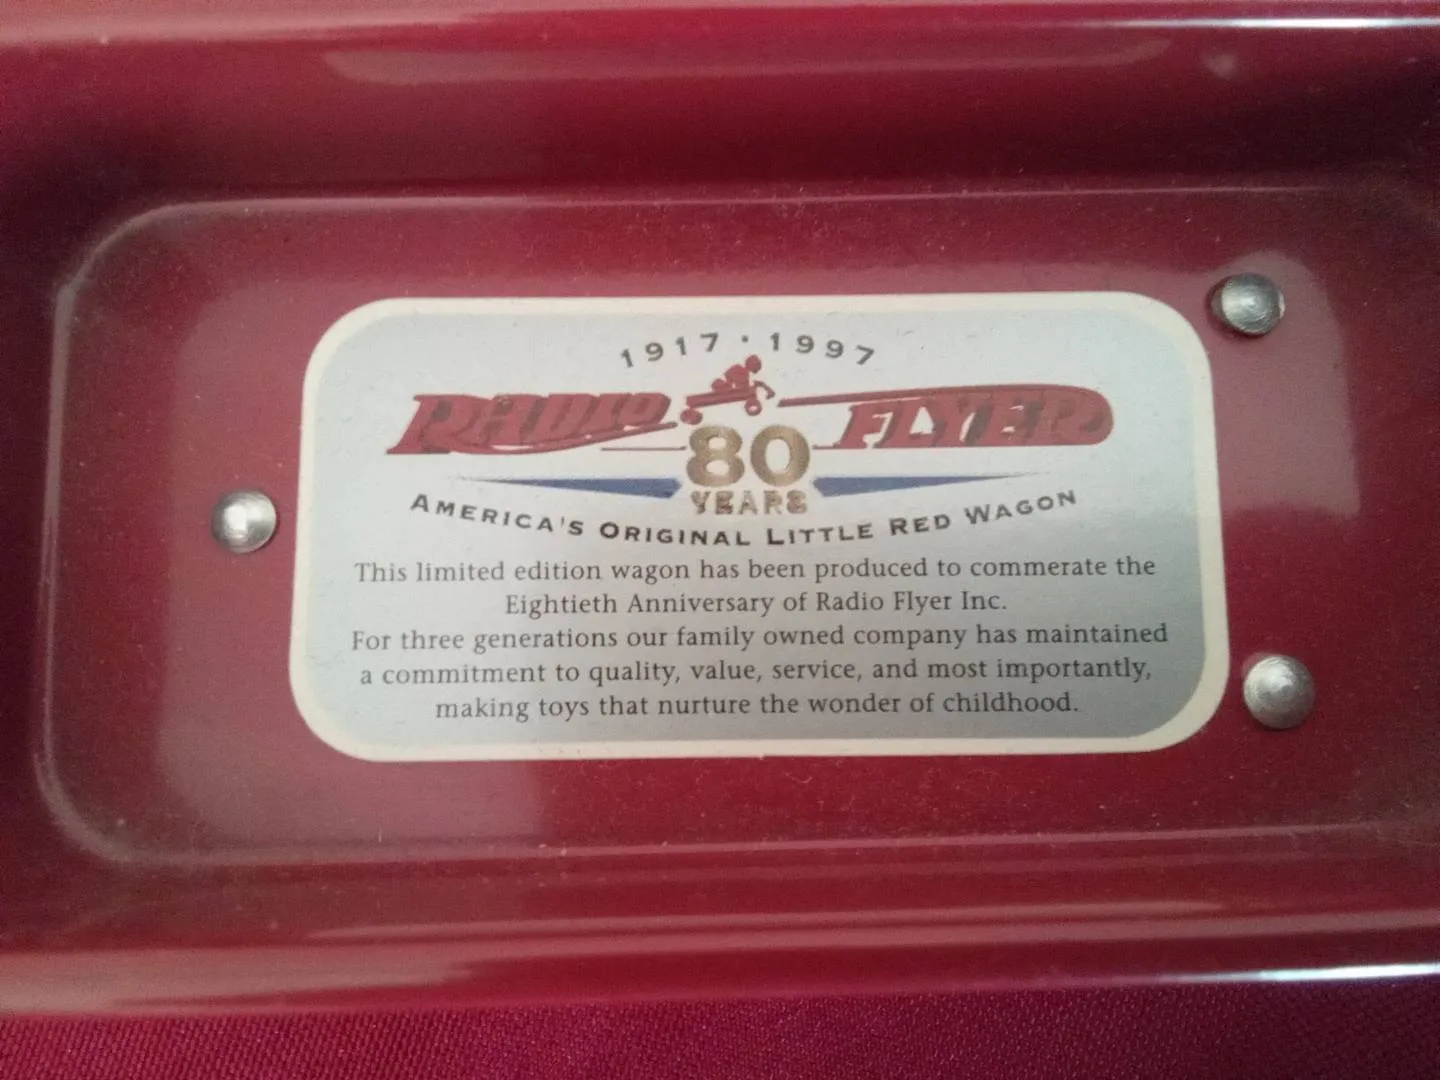 1917 · 1997
RADIO FLYER
80
YEARS
AMERICA'S ORIGINAL LITTLE RED WAGON
This limited edition wagon has been produced to commerate the
Eightieth Anniversary of Radio Flyer Inc.
For three generations our family owned company has maintained
a commitment to quality, value, service, and most importantly,
making toys that nurture the wonder of childhood.